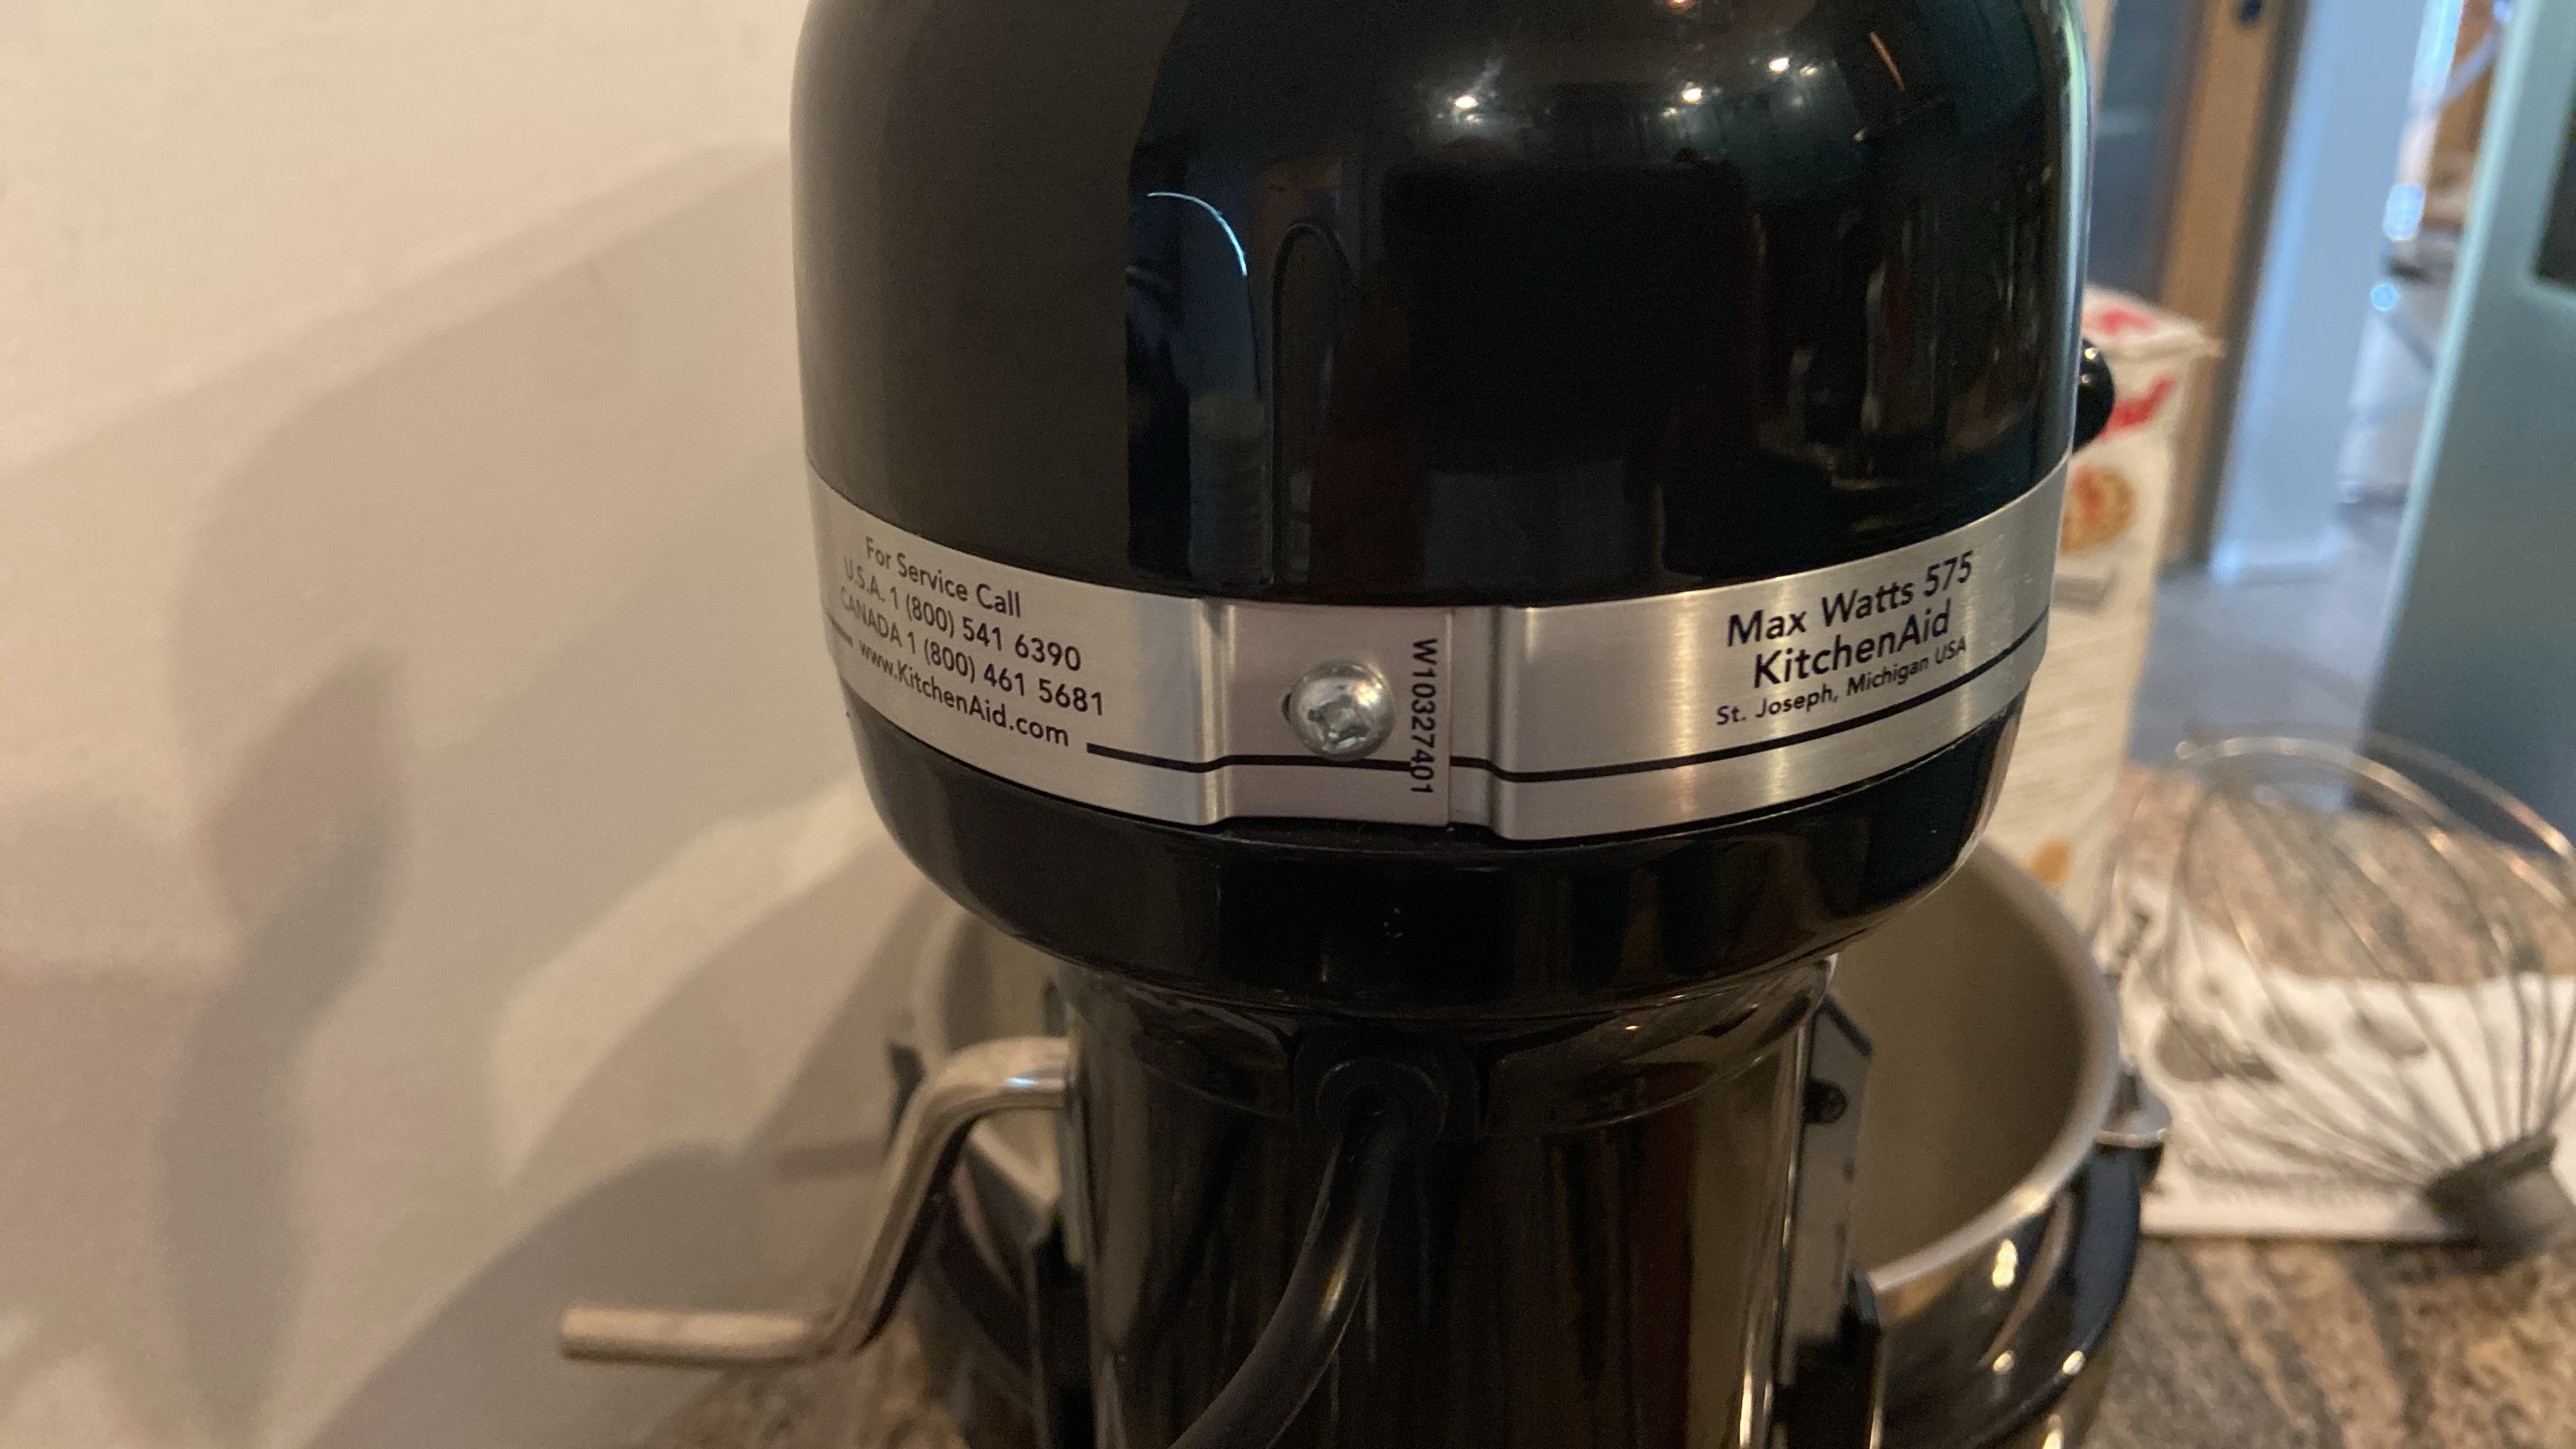 For Service Call
U.S.A. 1 (800) 541 6390
CANADA 1 (800) 461 5681
www.KitchenAid.com
W10327401
Max Watts 575
KitchenAid
St. Joseph, Michigan USA